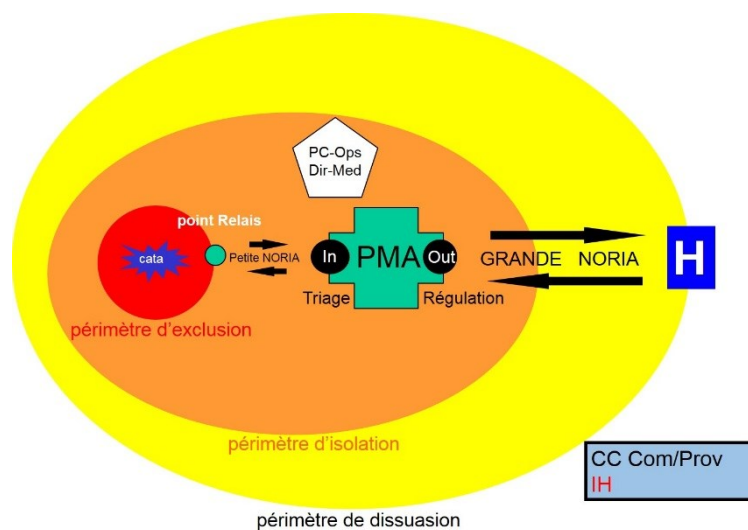 PC-Ops
Dir-Med
point Relais
cata
Petite NORIA
In
PMA
Out
GRANDE NORIA
H
Triage
Régulation
périmètre d'exclusion
périmètre d'isolation
CC Com/Prov
IH
périmètre de dissuasion